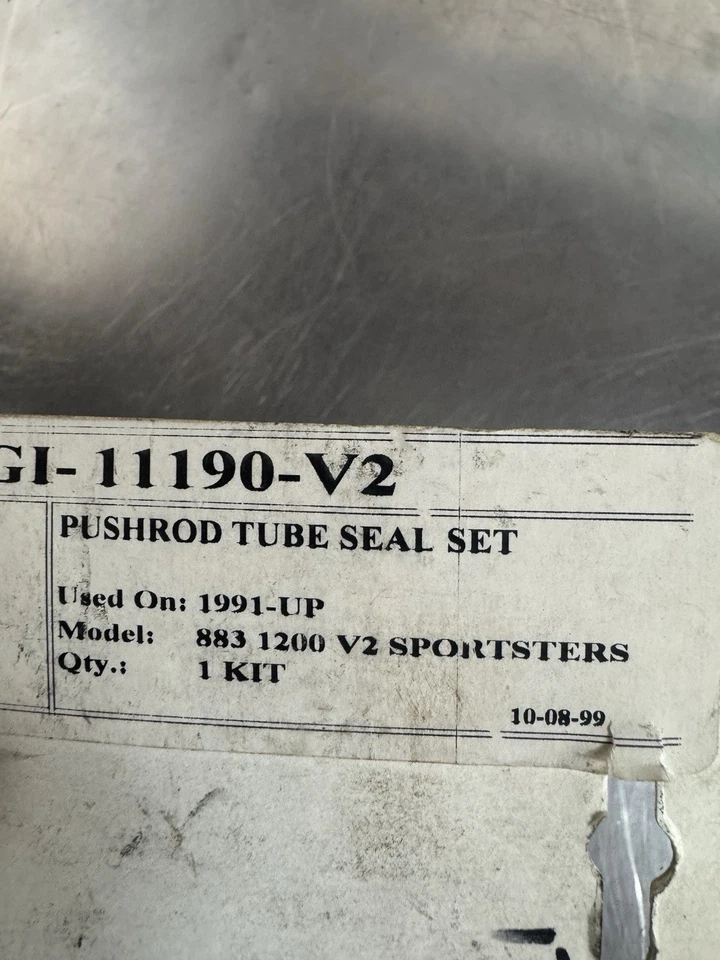 GI-11190-V2
PUSHROD TUBE SEAL SET
Used On: 1991-UP
Model: 883 1200 V2 SPORTSTERS
Qty.: 1 KIT
10-08-99